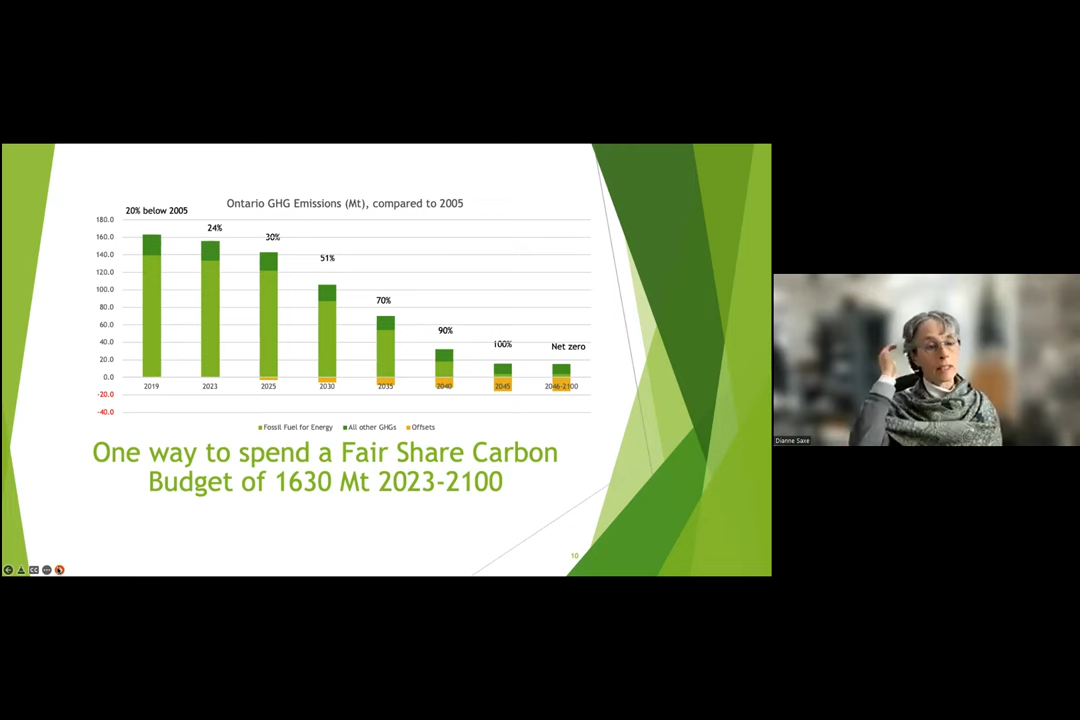 Ontario GHG Emissions (Mt), compared to 2005
20% below 2005
24%
30%
51%
70%
90%
100%
Net zero
180.0
160.0
140.0
120.0
100.0
80.0
60.0
40.0
20.0
0.0
-20.0
-40.0
2019
2023
2025
2030
2035
2040
2045
2046-2100
Fossil Fuel for Energy
All other GHGs
Offsets
One way to spend a Fair Share Carbon
Budget of 1630 Mt 2023-2100
10
CC
Dianne Saxe